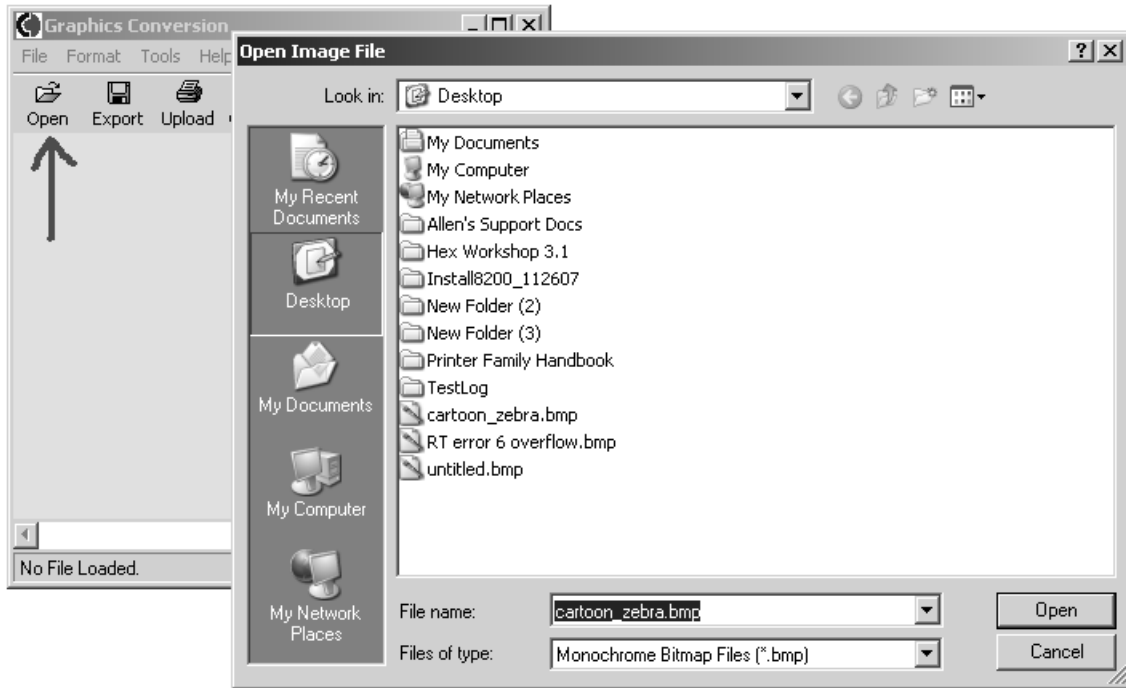 Graphics Conversion
File Format Tools Help
Open Export Upload
No File Loaded.
Open Image File
Look in: Desktop
My Recent
Documents
Desktop
My Documents
My Computer
My Network
Places
My Documents
My Computer
My Network Places
Allen's Support Docs
Hex Workshop 3.1
Install8200_112607
New Folder (2)
New Folder (3)
Printer Family Handbook
TestLog
cartoon_zebra.bmp
RT error 6 overflow.bmp
untitled.bmp
File name: cartoon_zebra.bmp Open
Files of type: Monochrome Bitmap Files (*.bmp) Cancel